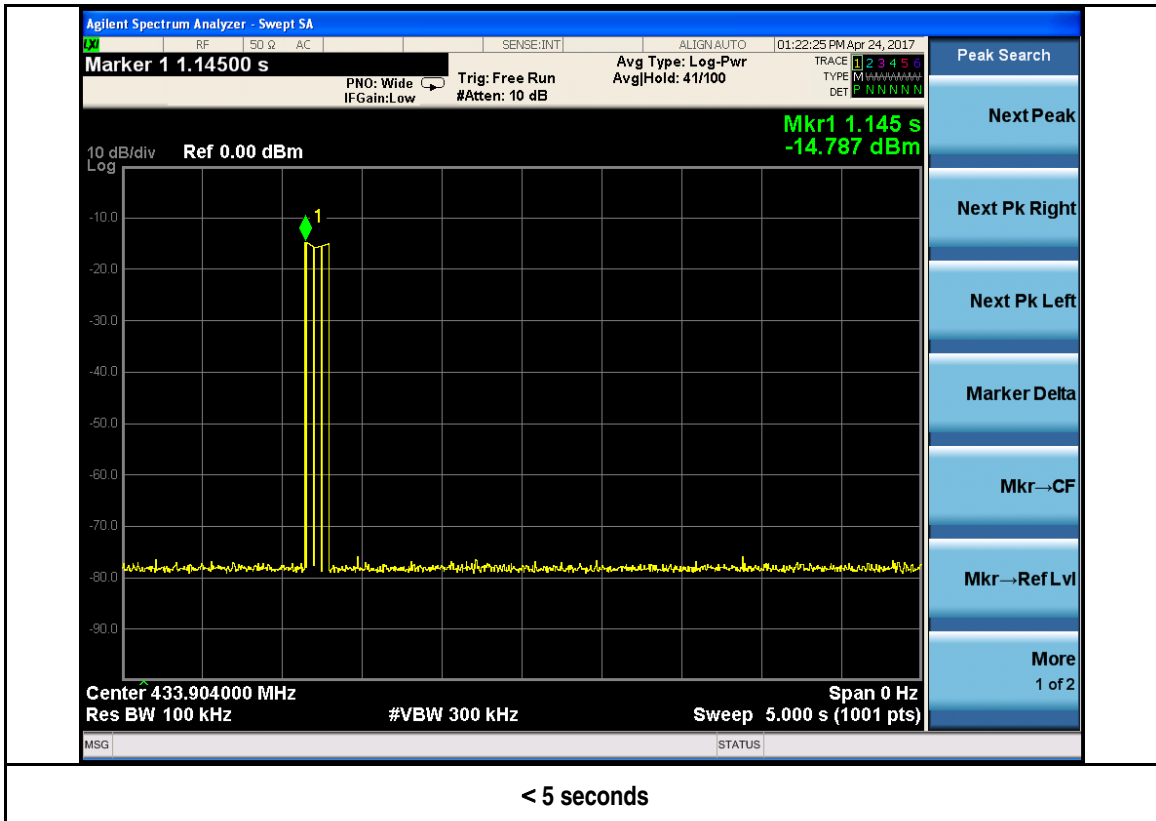 Agilent Spectrum Analyzer - Swept SA
LXI RF 50 Ω AC SENSE:INT ALIGN AUTO 01:22:25 PM Apr 24, 2017
Marker 1 1.14500 s
PNO: Wide
IFGain:Low
Trig: Free Run
#Atten: 10 dB
Avg Type: Log-Pwr
Avg|Hold: 41/100
TRACE 1 2 3 4 5 6
TYPE M
DET P N N N N N
Mkr1 1.145 s
-14.787 dBm
10 dB/div Ref 0.00 dBm
Log
1
-10.0
-20.0
-30.0
-40.0
-50.0
-60.0
-70.0
-80.0
-90.0
Center 433.904000 MHz Span 0 Hz
Res BW 100 kHz #VBW 300 kHz Sweep 5.000 s (1001 pts)
MSG STATUS
Peak Search
Next Peak
Next Pk Right
Next Pk Left
Marker Delta
Mkr→CF
Mkr→Ref Lvl
More
1 of 2
< 5 seconds